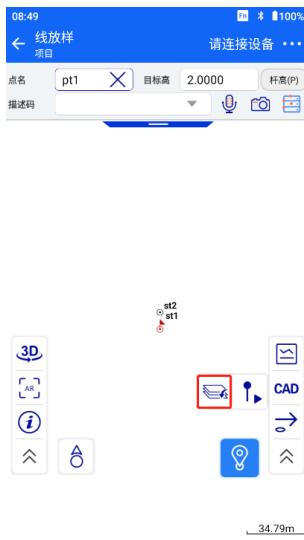 08:49 Fn 100%
线放样 请连接设备
项目
点名 pt1 目标高 2.0000 杆高(P)
描述码
st2
st1
3D
AR CAD
i
34.79m